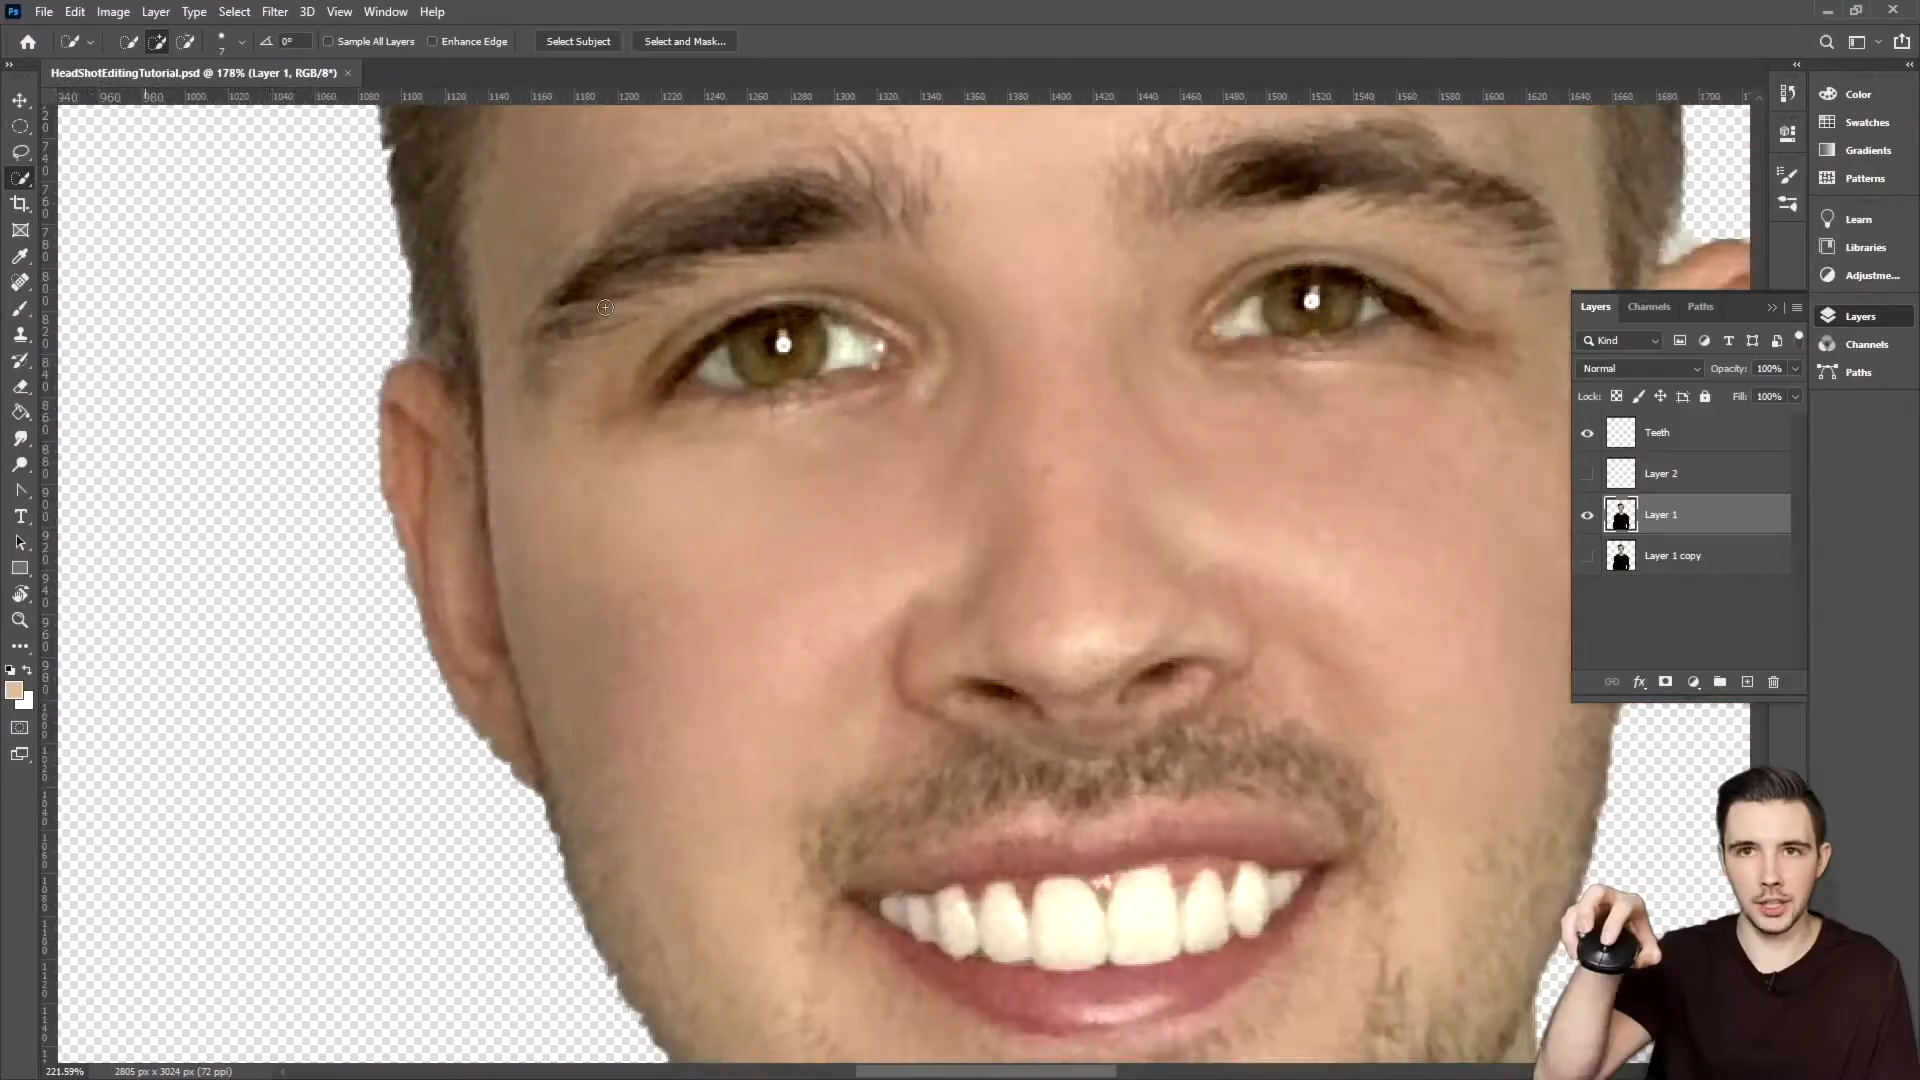 Ps File Edit Image Layer Type Select Filter 3D View Window Help
7 0° Sample All Layers Enhance Edge Select Subject Select and Mask...
HeadShotEditingTutorial.psd @ 178% (Layer 1, RGB/8*) ×
940 960 980 1000 1020 1040 1060 1080 1100 1120 1140 1160 1180 1200 1220 1240 1260 1280 1300 1320 1340 1360 1380 1400 1420 1440 1460 1480 1500 1520 1540 1560 1580 1600 1620 1640 1660 1680 1700
Color
Swatches
Gradients
Patterns
Learn
Libraries
Adjustme...
Layers
Channels
Paths
Layers Channels Paths
Kind
Normal Opacity: 100%
Lock: Fill: 100%
Teeth
Layer 2
Layer 1
Layer 1 copy
fx
221.59% 2805 px x 3024 px (72 ppi)